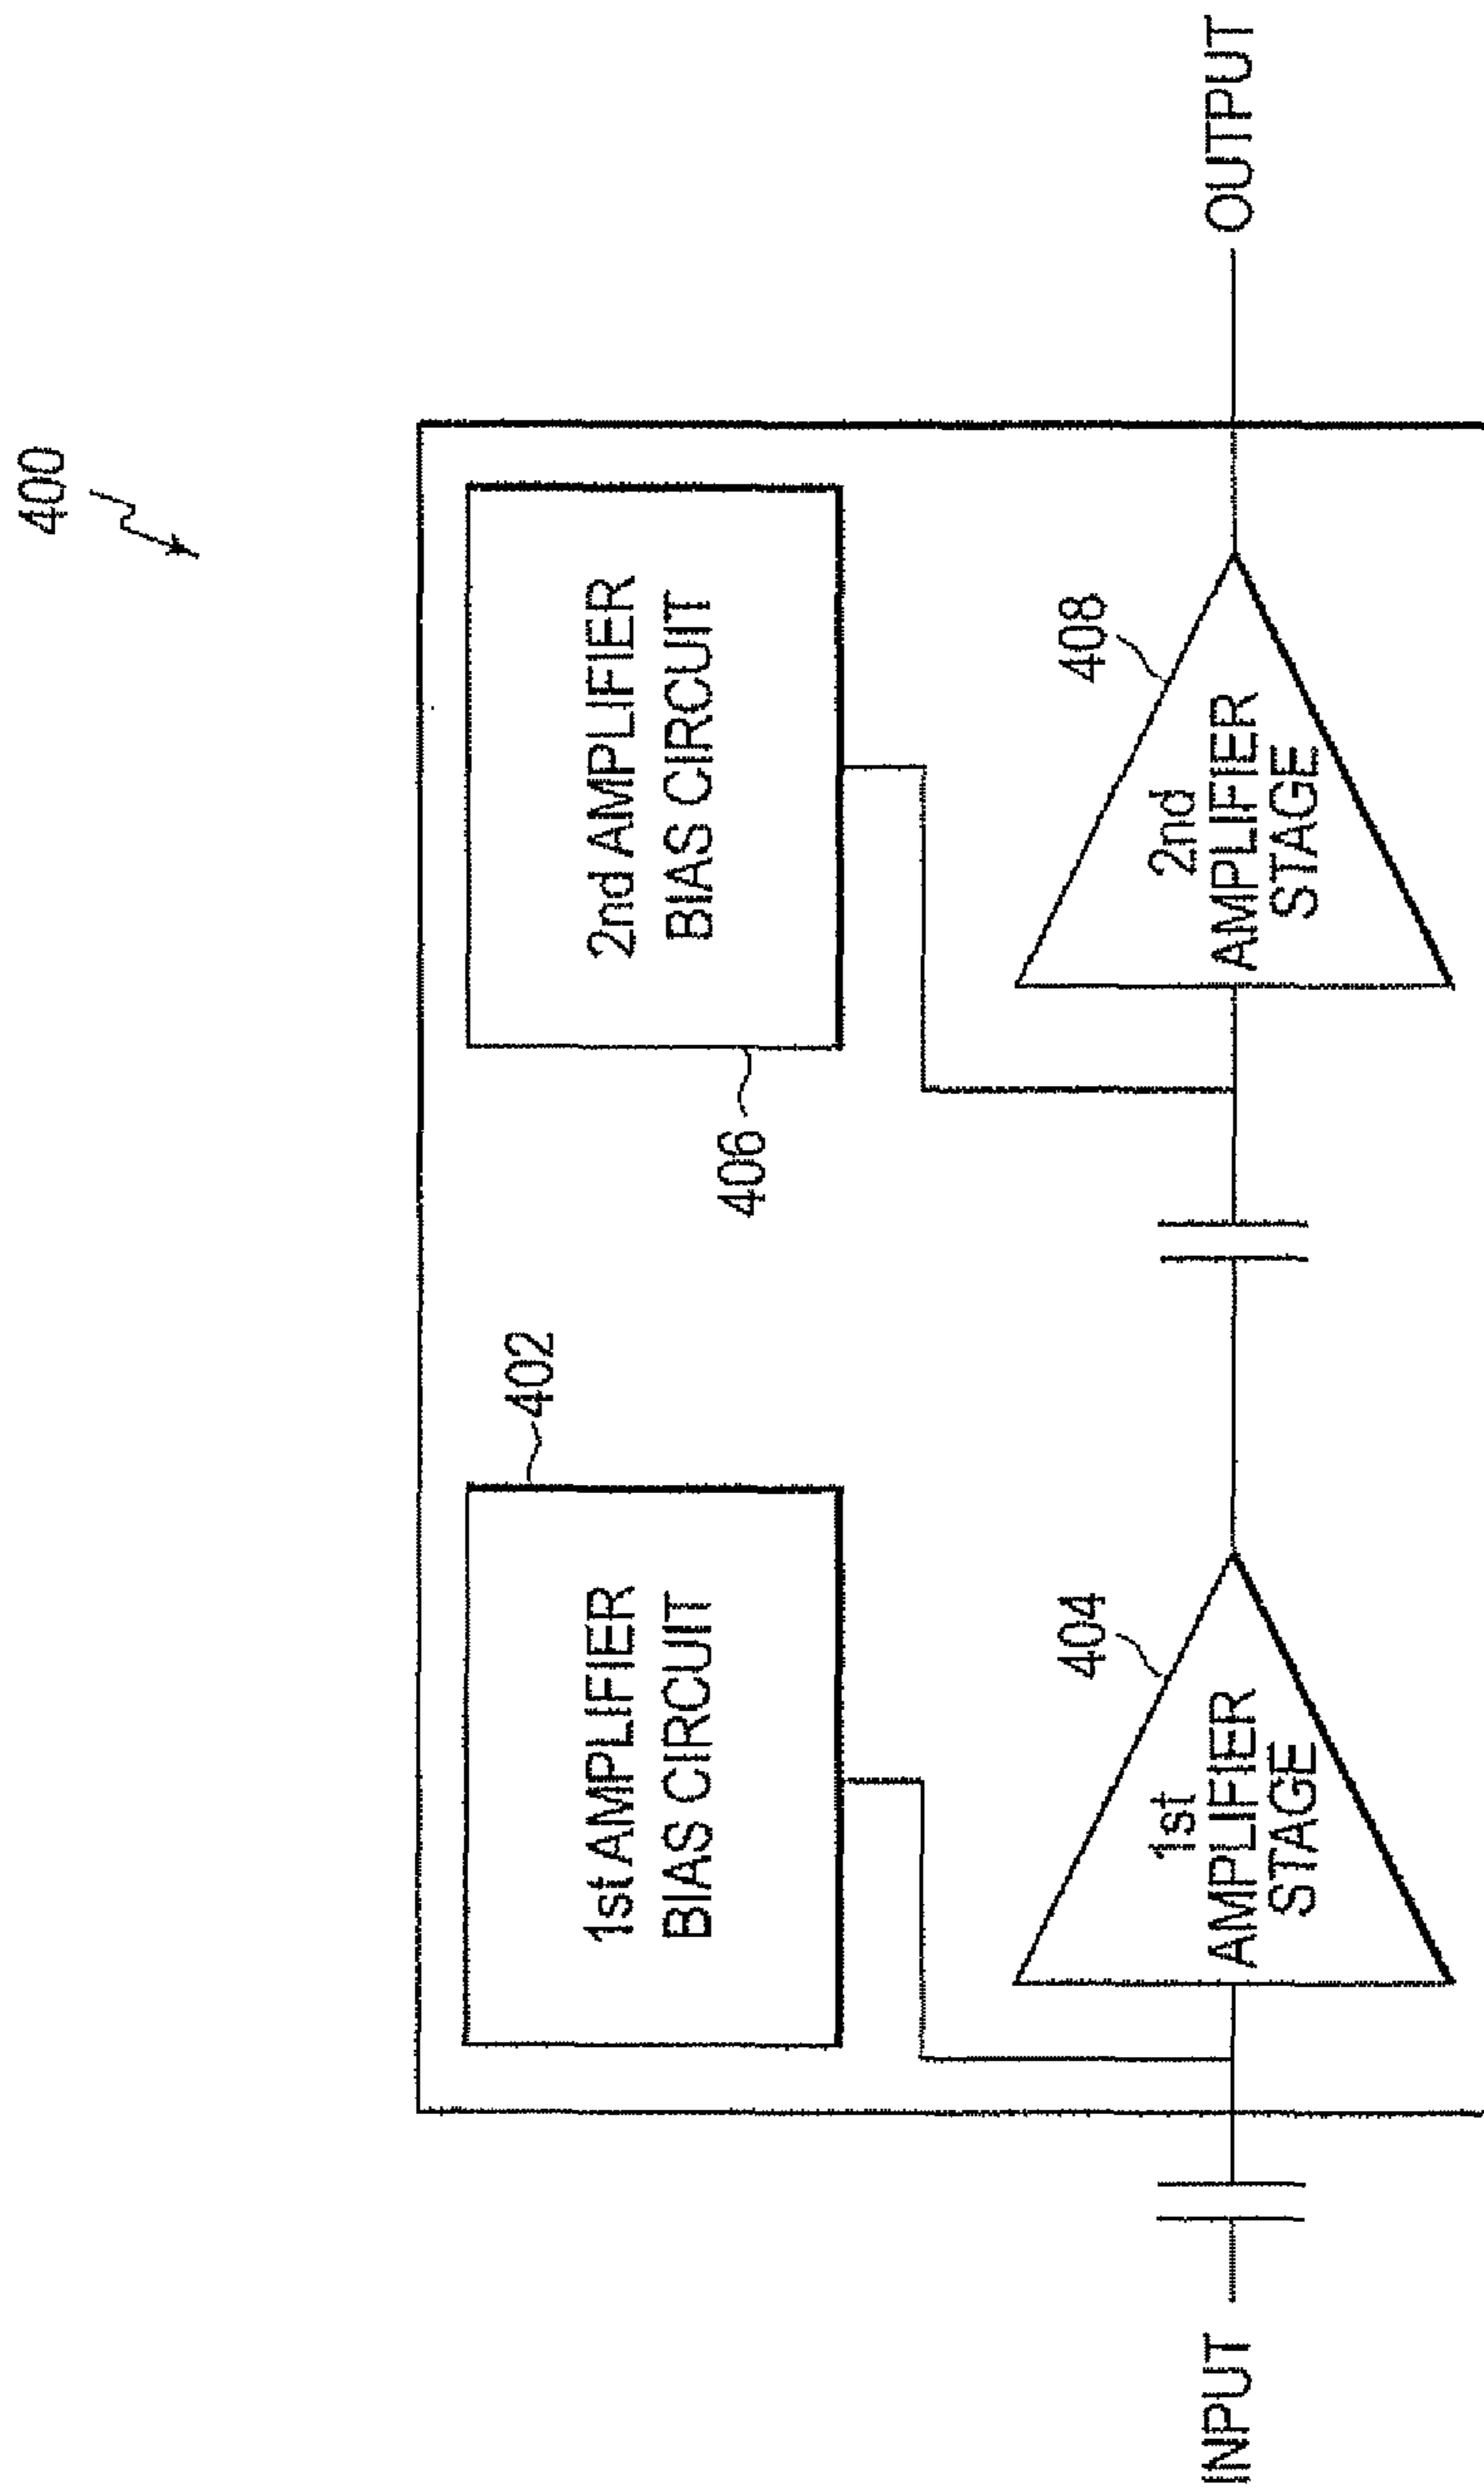 400
1st AMPLIFIER
BIAS CIRCUIT
402
2nd AMPLIFIER
BIAS CIRCUIT
406
INPUT
1st
AMPLIFIER
STAGE
404
2nd
AMPLIFIER
STAGE
408
OUTPUT